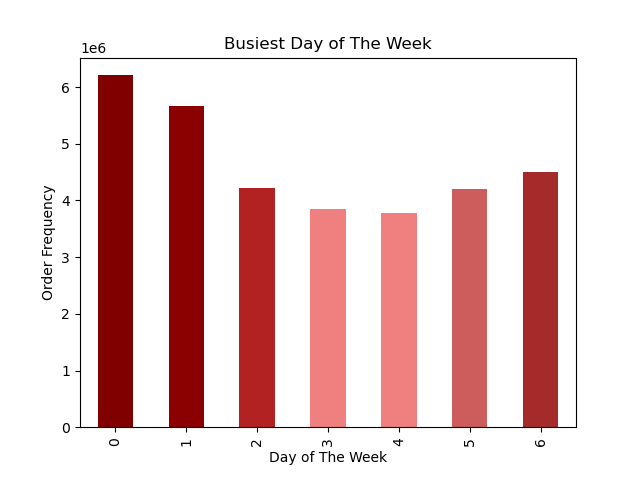 Busiest Day of The Week
1e6
6
5
4
3
2
1
0
Order Frequency
0 1 2 3 4 5 6
Day of The Week